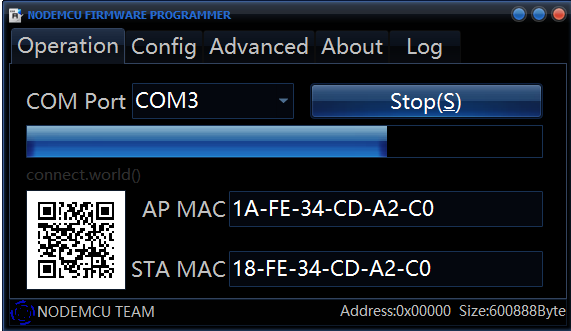 NODEMCU FIRMWARE PROGRAMMER
Operation Config Advanced About Log
COM Port COM3 Stop(S)
connect.world()
AP MAC 1A-FE-34-CD-A2-C0
STA MAC 18-FE-34-CD-A2-C0
NODEMCU TEAM Address:0x00000 Size:600888Byte